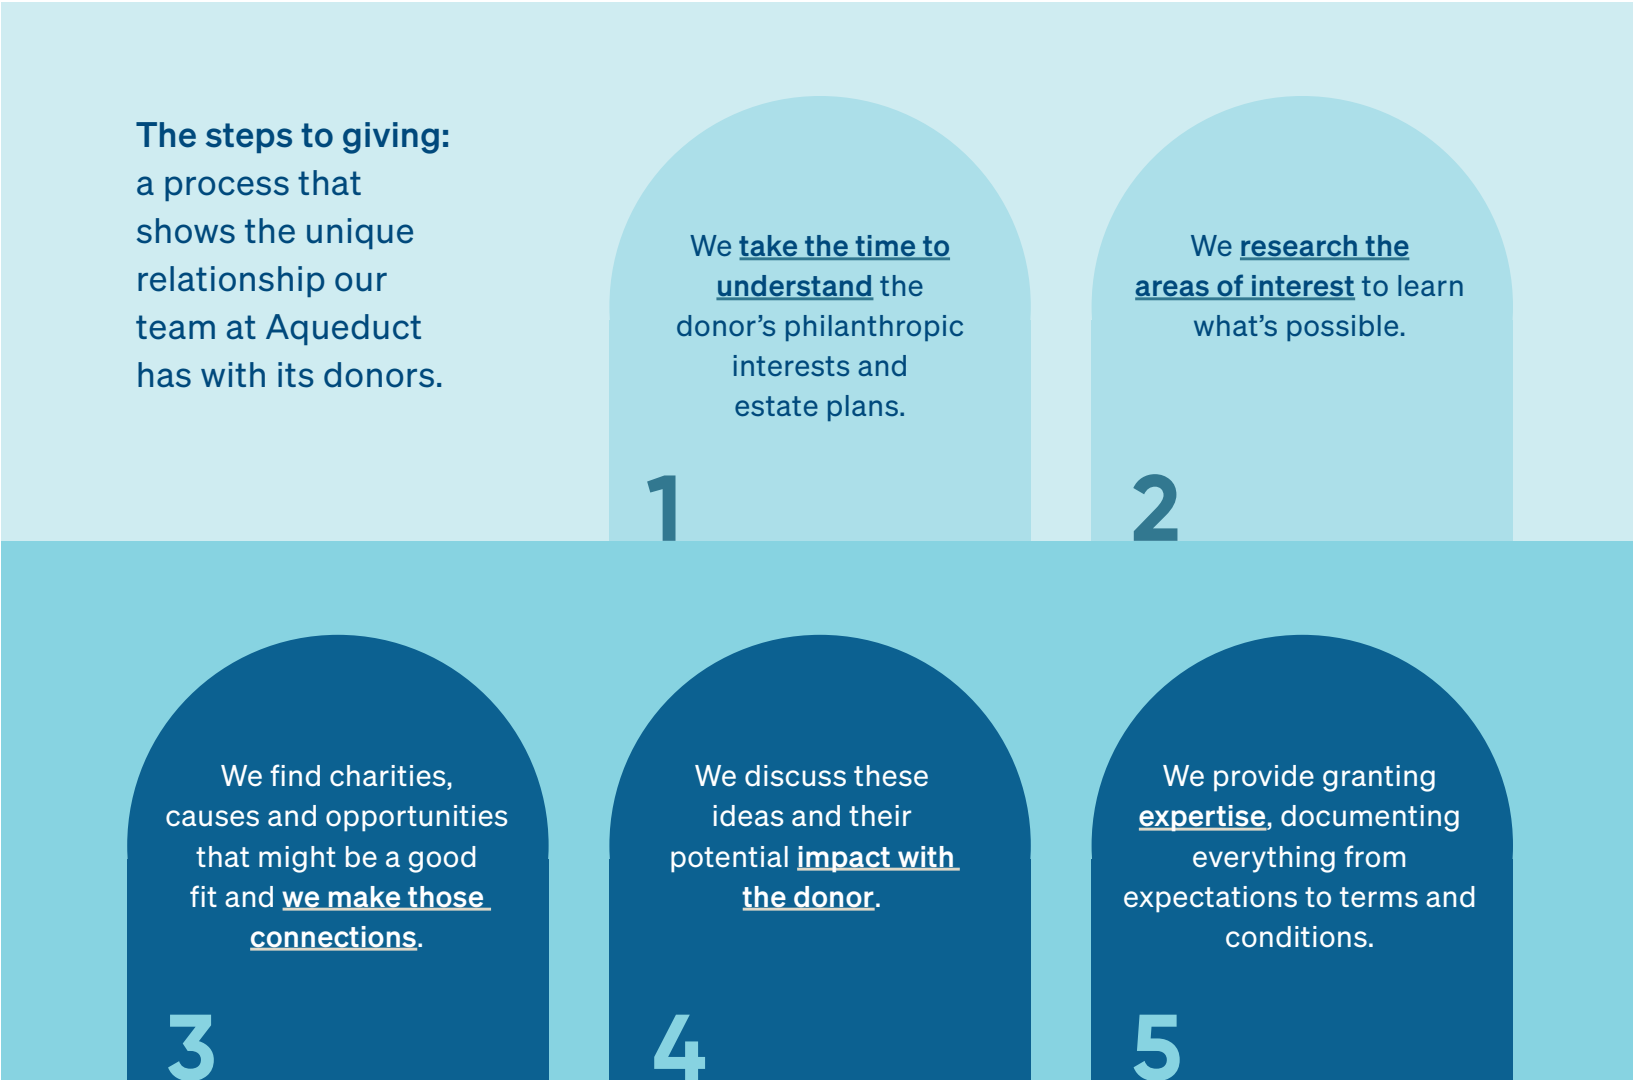 The steps to giving:
a process that
shows the unique
relationship our
team at Aqueduct
has with its donors.
We take the time to
understand the
donor’s philanthropic
interests and
estate plans.
1
We research the
areas of interest to learn
what’s possible.
2
We find charities,
causes and opportunities
that might be a good
fit and we make those
connections.
3
We discuss these
ideas and their
potential impact with
the donor.
4
We provide granting
expertise, documenting
everything from
expectations to terms and
conditions.
5